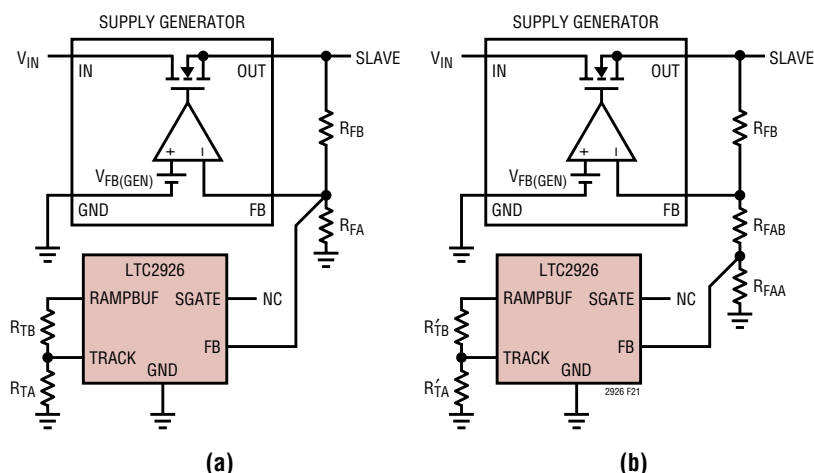 SUPPLY GENERATOR
V_IN
IN
OUT
SLAVE
R_FB
+ −
V_FB(GEN)
GND
FB
R_FA
LTC2926
RAMPBUF
SGATE
NC
R_TB
FB
TRACK
GND
R_TA
(a)
SUPPLY GENERATOR
V_IN
IN
OUT
SLAVE
R_FB
+ −
V_FB(GEN)
GND
FB
R_FAB
R_FAA
LTC2926
RAMPBUF
SGATE
NC
R′_TB
FB
TRACK
GND
R′_TA
2926 F21
(b)